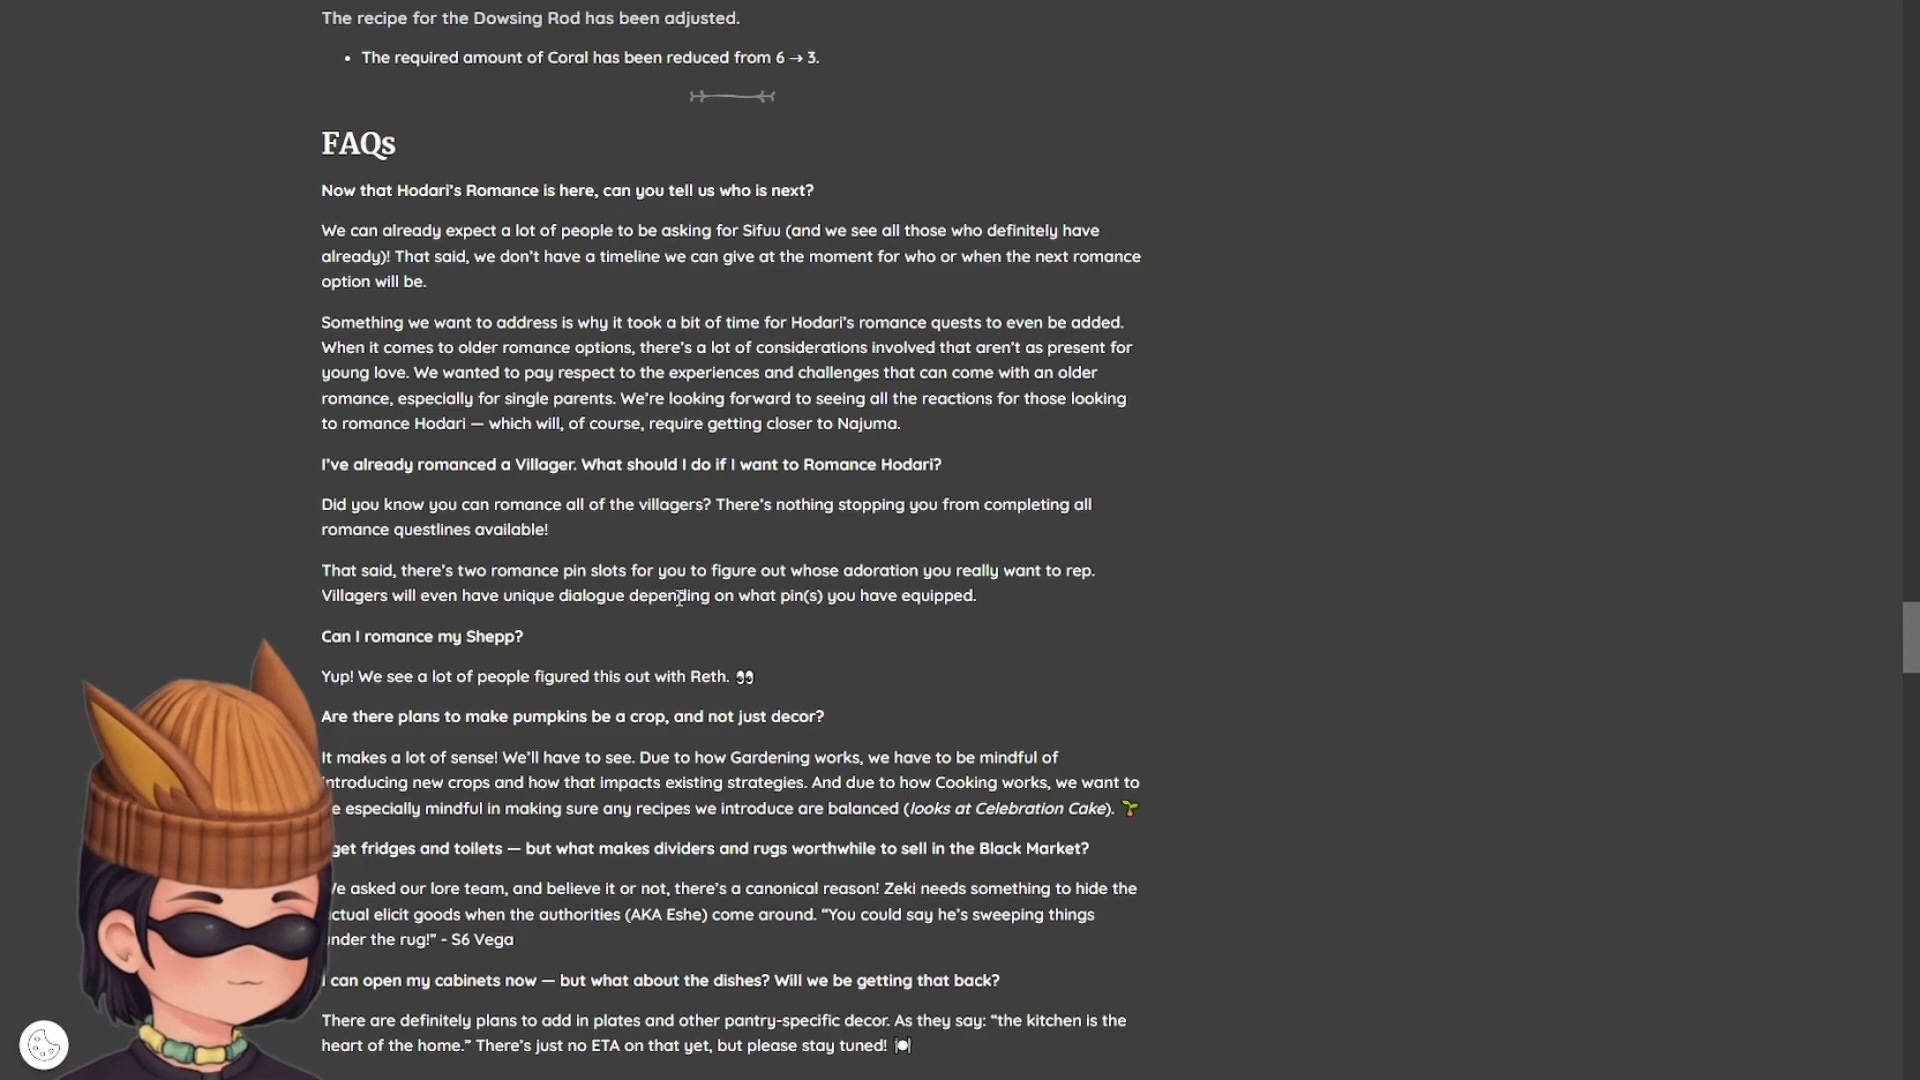 The recipe for the Dowsing Rod has been adjusted.
• The required amount of Coral has been reduced from 6 → 3.
FAQs
Now that Hodari's Romance is here, can you tell us who is next?
We can already expect a lot of people to be asking for Sifuu (and we see all those who definitely have
already)! That said, we don't have a timeline we can give at the moment for who or when the next romance
option will be.
Something we want to address is why it took a bit of time for Hodari's romance quests to even be added.
When it comes to older romance options, there's a lot of considerations involved that aren't as present for
young love. We wanted to pay respect to the experiences and challenges that can come with an older
romance, especially for single parents. We're looking forward to seeing all the reactions for those looking
to romance Hodari — which will, of course, require getting closer to Najuma.
I've already romanced a Villager. What should I do if I want to Romance Hodari?
Did you know you can romance all of the villagers? There's nothing stopping you from completing all
romance questlines available!
That said, there's two romance pin slots for you to figure out whose adoration you really want to rep.
Villagers will even have unique dialogue depending on what pin(s) you have equipped.
Can I romance my Shepp?
Yup! We see a lot of people figured this out with Reth. 👀
Are there plans to make pumpkins be a crop, and not just decor?
It makes a lot of sense! We'll have to see. Due to how Gardening works, we have to be mindful of
introducing new crops and how that impacts existing strategies. And due to how Cooking works, we want to
especially mindful in making sure any recipes we introduce are balanced (looks at Celebration Cake). 🌱
get fridges and toilets — but what makes dividers and rugs worthwhile to sell in the Black Market?
We asked our lore team, and believe it or not, there's a canonical reason! Zeki needs something to hide the
actual elicit goods when the authorities (AKA Eshe) come around. “You could say he's sweeping things
under the rug!” - S6 Vega
I can open my cabinets now — but what about the dishes? Will we be getting that back?
There are definitely plans to add in plates and other pantry-specific decor. As they say: “the kitchen is the
heart of the home.” There's just no ETA on that yet, but please stay tuned! 🍽️